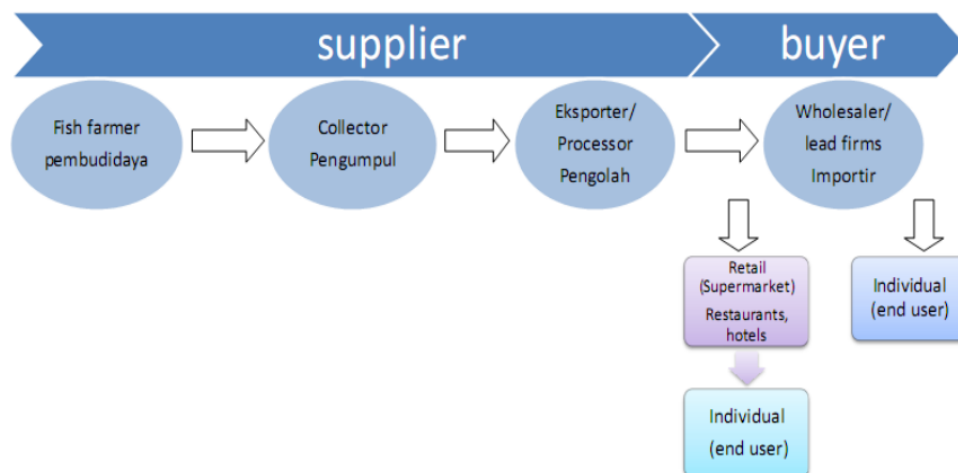 supplier
buyer
Fish farmer
pembudidaya
Collector
Pengumpul
Eksporter/
Processor
Pengolah
Wholesaler/
lead firms
Importir
Retail
(Supermarket)
Restaurants,
hotels
Individual
(end user)
Individual
(end user)